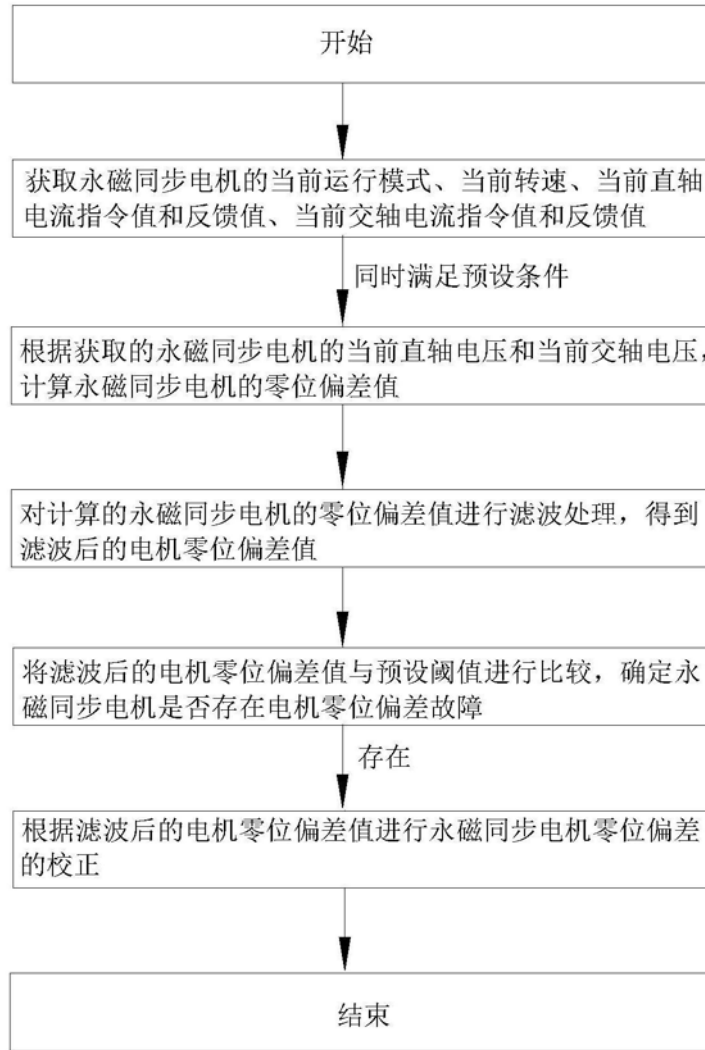 开始
获取永磁同步电机的当前运行模式、当前转速、当前直轴
电流指令值和反馈值、当前交轴电流指令值和反馈值
同时满足预设条件
根据获取的永磁同步电机的当前直轴电压和当前交轴电压，
计算永磁同步电机的零位偏差值
对计算的永磁同步电机的零位偏差值进行滤波处理，得到
滤波后的电机零位偏差值
将滤波后的电机零位偏差值与预设阈值进行比较，确定永
磁同步电机是否存在电机零位偏差故障
存在
根据滤波后的电机零位偏差值进行永磁同步电机零位偏差
的校正
结束